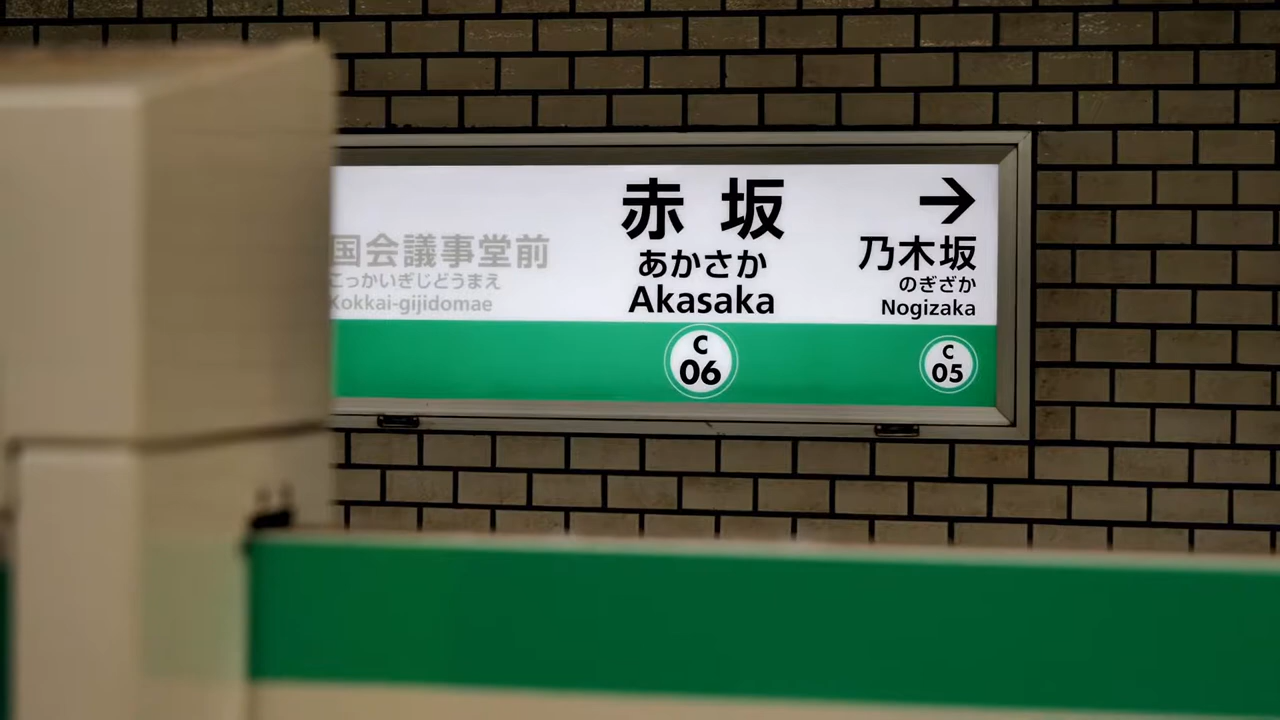 国会議事堂前
こっかいぎじどうまえ
Kokkai-gijidomae
赤坂
あかさか
Akasaka
C
06
→
乃木坂
のぎざか
Nogizaka
C
05